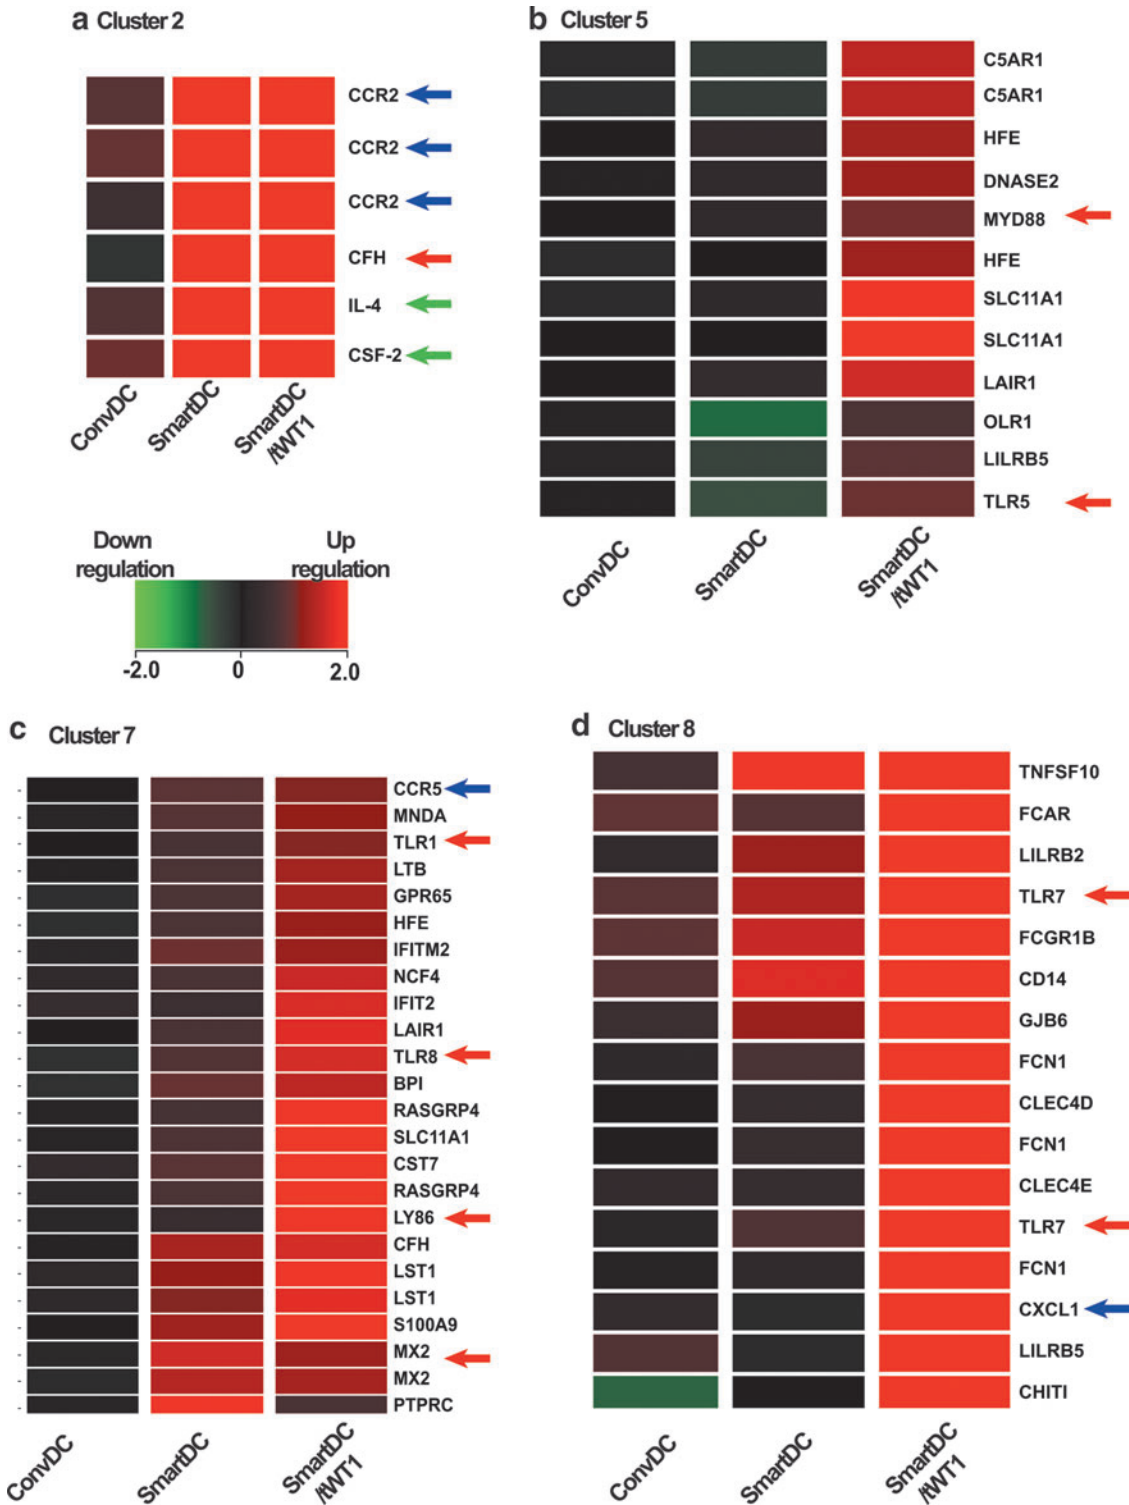 a Cluster 2
CCR2
CCR2
CCR2
CFH
IL-4
CSF-2
ConvDC
SmartDC
SmartDC
/tWT1
Down
regulation
Up
regulation
-2.0
0
2.0
b Cluster 5
C5AR1
C5AR1
HFE
DNASE2
MYD88
HFE
SLC11A1
SLC11A1
LAIR1
OLR1
LILRB5
TLR5
ConvDC
SmartDC
SmartDC
/tWT1
c Cluster 7
CCR5
MNDA
TLR1
LTB
GPR65
HFE
IFITM2
NCF4
IFIT2
LAIR1
TLR8
BPI
RASGRP4
SLC11A1
CST7
RASGRP4
LY86
CFH
LST1
LST1
S100A9
MX2
MX2
PTPRC
ConvDC
SmartDC
SmartDC
/tWT1
d Cluster 8
TNFSF10
FCAR
LILRB2
TLR7
FCGR1B
CD14
GJB6
FCN1
CLEC4D
FCN1
CLEC4E
TLR7
FCN1
CXCL1
LILRB5
CHITI
ConvDC
SmartDC
SmartDC
/tWT1